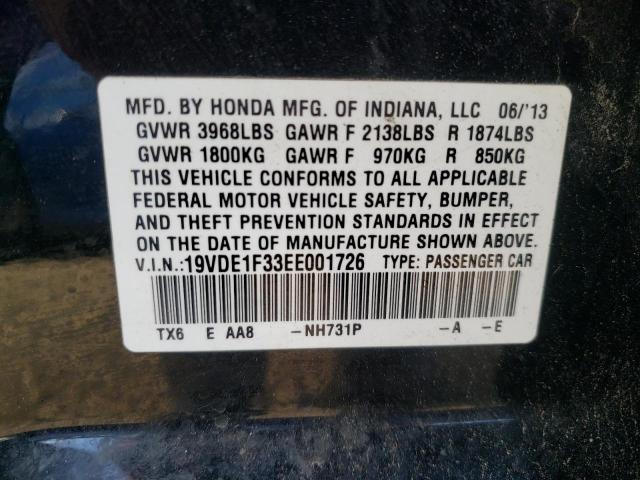 MFD. BY HONDA MFG. OF INDIANA, LLC 06/'13
GVWR 3968LBS GAWR F 2138LBS R 1874LBS
GVWR 1800KG GAWR F 970KG R 850KG
THIS VEHICLE CONFORMS TO ALL APPLICABLE
FEDERAL MOTOR VEHICLE SAFETY, BUMPER,
AND THEFT PREVENTION STANDARDS IN EFFECT
ON THE DATE OF MANUFACTURE SHOWN ABOVE.
V.I.N.:19VDE1F33EE001726 TYPE: PASSENGER CAR
TX6 E AA8 -NH731P -A -E